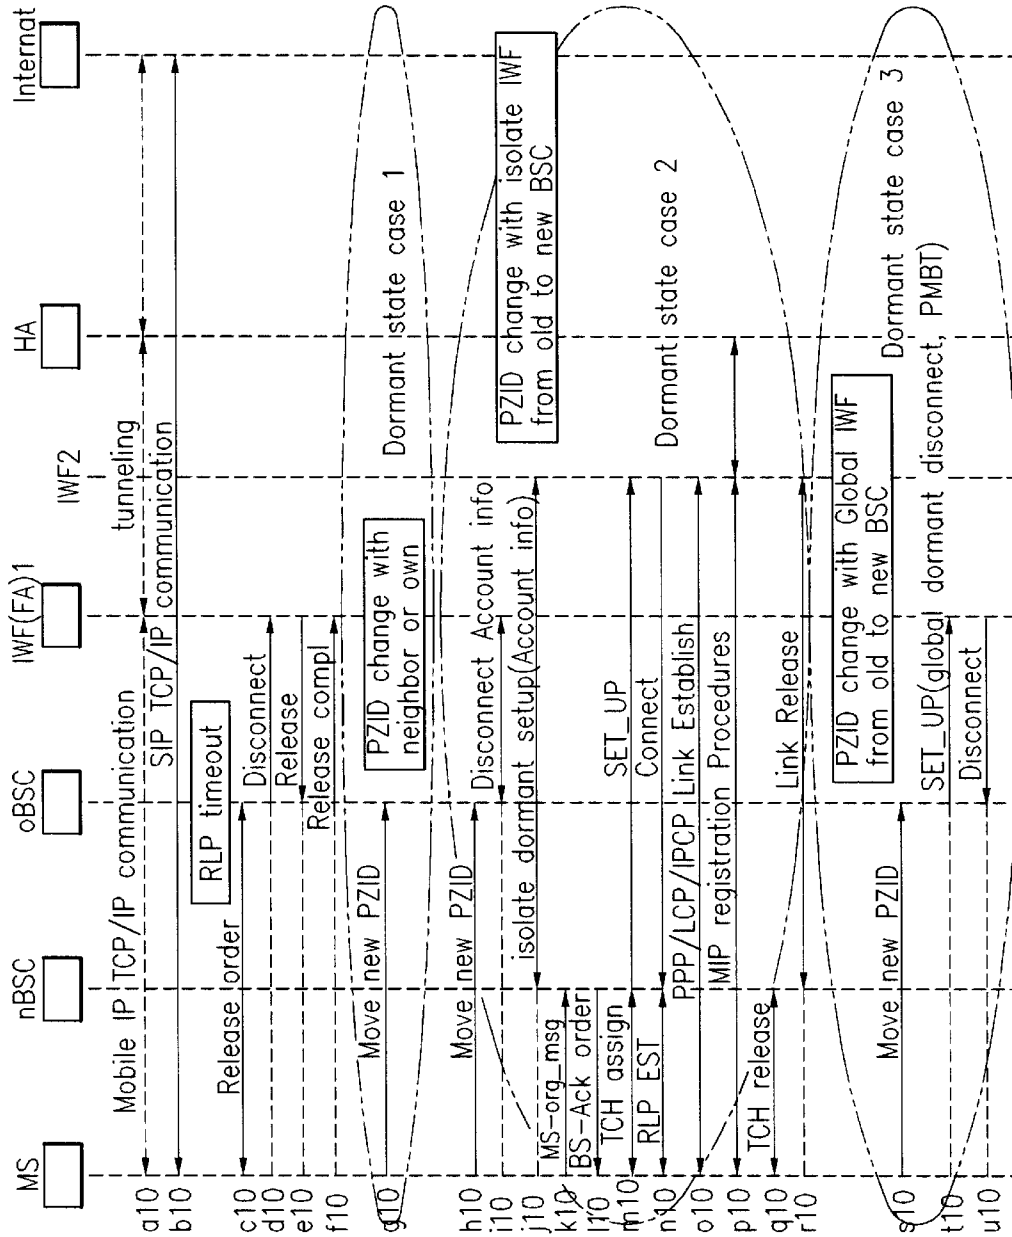 MS
nBSC
oBSC
IWF(FA)1
IWF2
HA
Internat
a10
Mobile IP TCP/IP communication
tunneling
b10
SIP TCP/IP communication
RLP timeout
c10
Release order
d10
Disconnect
e10
Release
f10
Release compl
g10
Move new PZID
PZID change with
neighbor or own
Dormant state case 1
h10
Move new PZID
i10
Disconnect Account info
PZID change with isolate IWF
from old to new BSC
j10
isolate dormant setup(Account info)
k10
MS-org_msg
l10
BS-Ack order
m10
TCH assign
SET_UP
n10
RLP EST
Connect
Dormant state case 2
o10
PPP/LCP/IPCP Link Establish
p10
MIP registration Procedures
q10
TCH release
r10
Link Release
PZID change with Global IWF
from old to new BSC
Dormant state case 3
s10
Move new PZID
t10
SET_UP(global dormant disconnect, PMBT)
u10
Disconnect